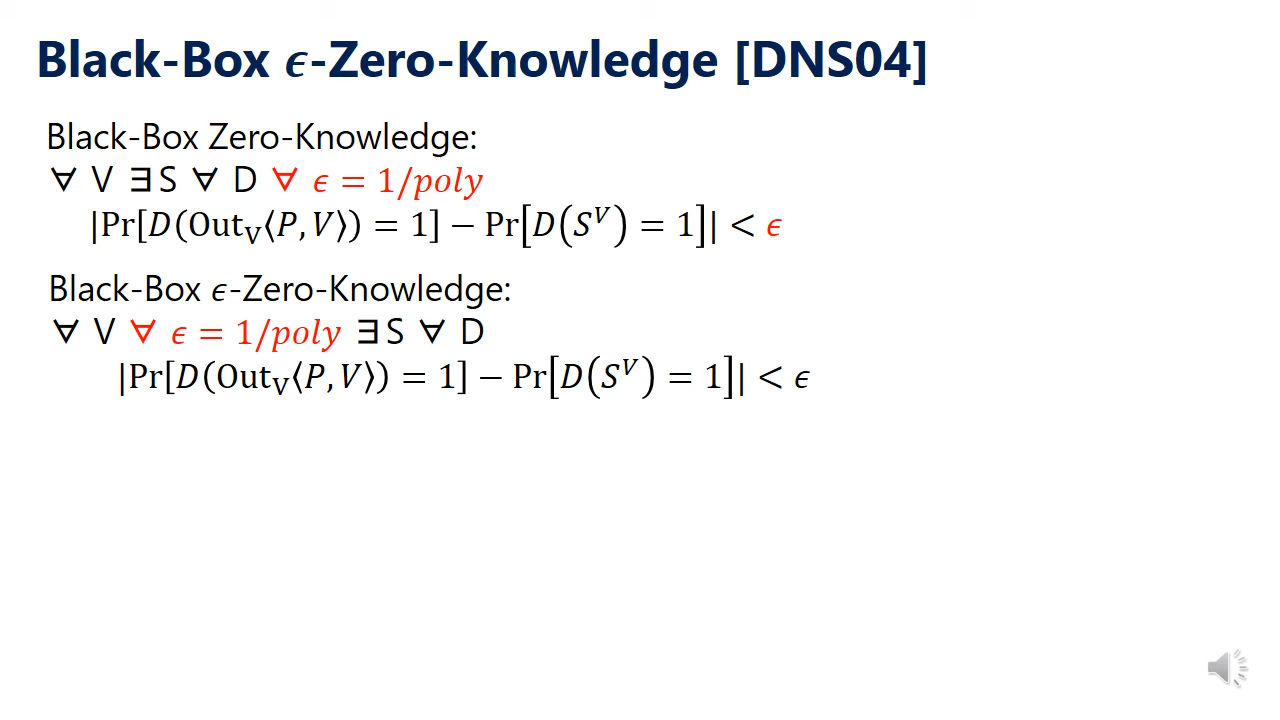 Black-Box ϵ-Zero-Knowledge [DNS04]
Black-Box Zero-Knowledge:
∀ V ∃ S ∀ D ∀ ϵ = 1/poly
|Pr[D(Out_V⟨P, V⟩) = 1] − Pr[D(S^V) = 1]| < ϵ
Black-Box ϵ-Zero-Knowledge:
∀ V ∀ ϵ = 1/poly ∃ S ∀ D
|Pr[D(Out_V⟨P, V⟩) = 1] − Pr[D(S^V) = 1]| < ϵ